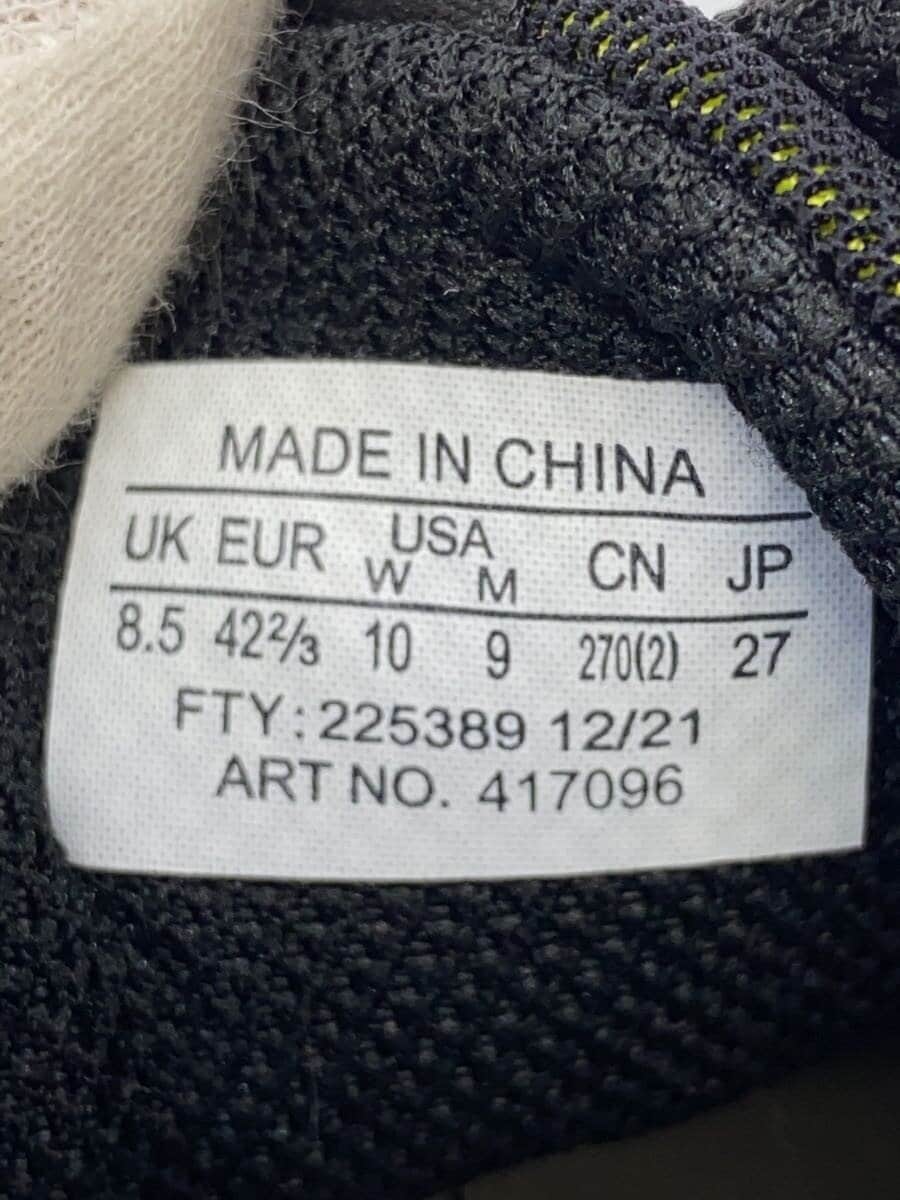 MADE IN CHINA
UK EUR USA CN JP
W M
8.5 42⅔ 10 9 270(2) 27
FTY:225389 12/21
ART NO. 417096